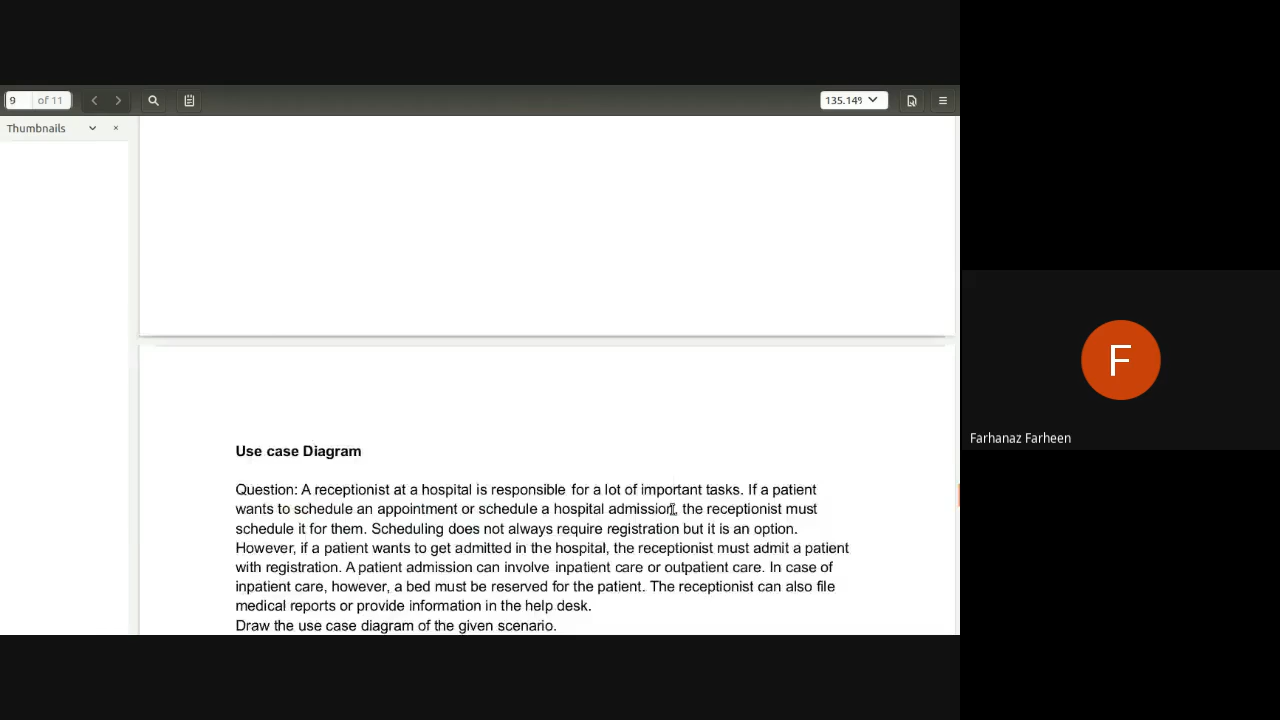 9 of 11
135.14%
Thumbnails
Use case Diagram
Question: A receptionist at a hospital is responsible for a lot of important tasks. If a patient
wants to schedule an appointment or schedule a hospital admission, the receptionist must
schedule it for them. Scheduling does not always require registration but it is an option.
However, if a patient wants to get admitted in the hospital, the receptionist must admit a patient
with registration. A patient admission can involve inpatient care or outpatient care. In case of
inpatient care, however, a bed must be reserved for the patient. The receptionist can also file
medical reports or provide information in the help desk.
Draw the use case diagram of the given scenario.
F
Farhanaz Farheen